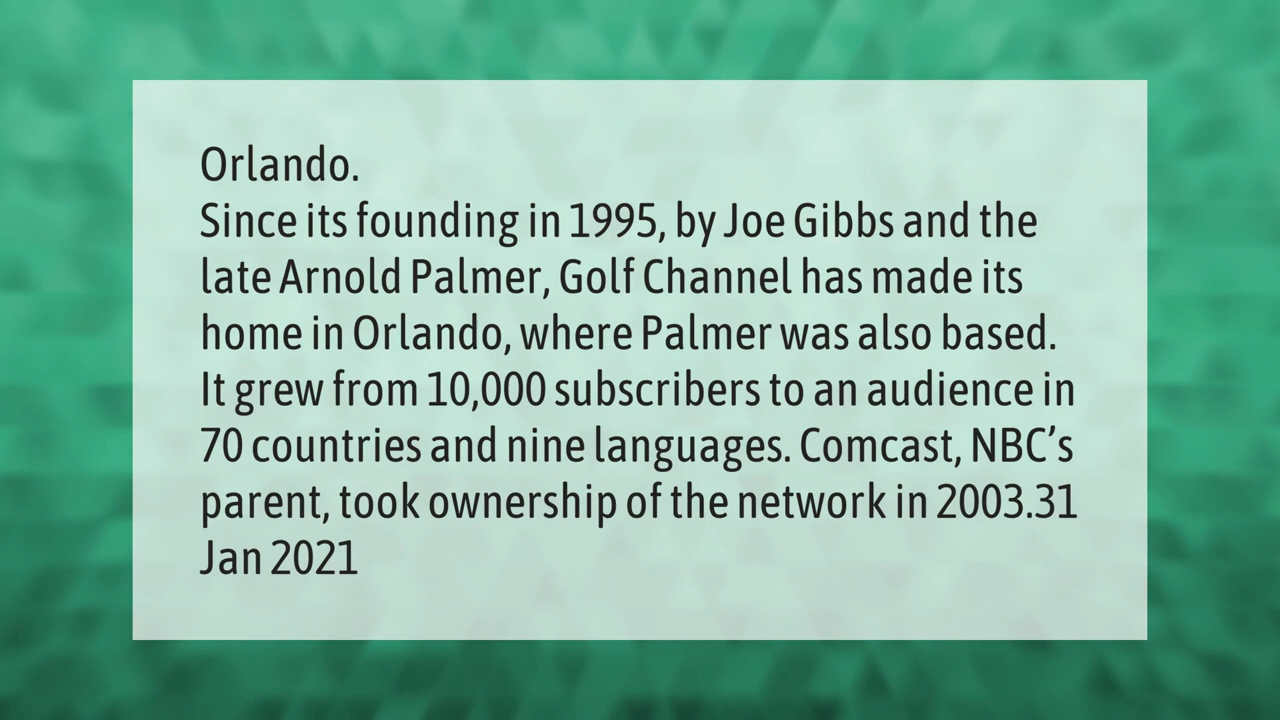 Orlando.
Since its founding in 1995, by Joe Gibbs and the
late Arnold Palmer, Golf Channel has made its
home in Orlando, where Palmer was also based.
It grew from 10,000 subscribers to an audience in
70 countries and nine languages. Comcast, NBC’s
parent, took ownership of the network in 2003.31
Jan 2021